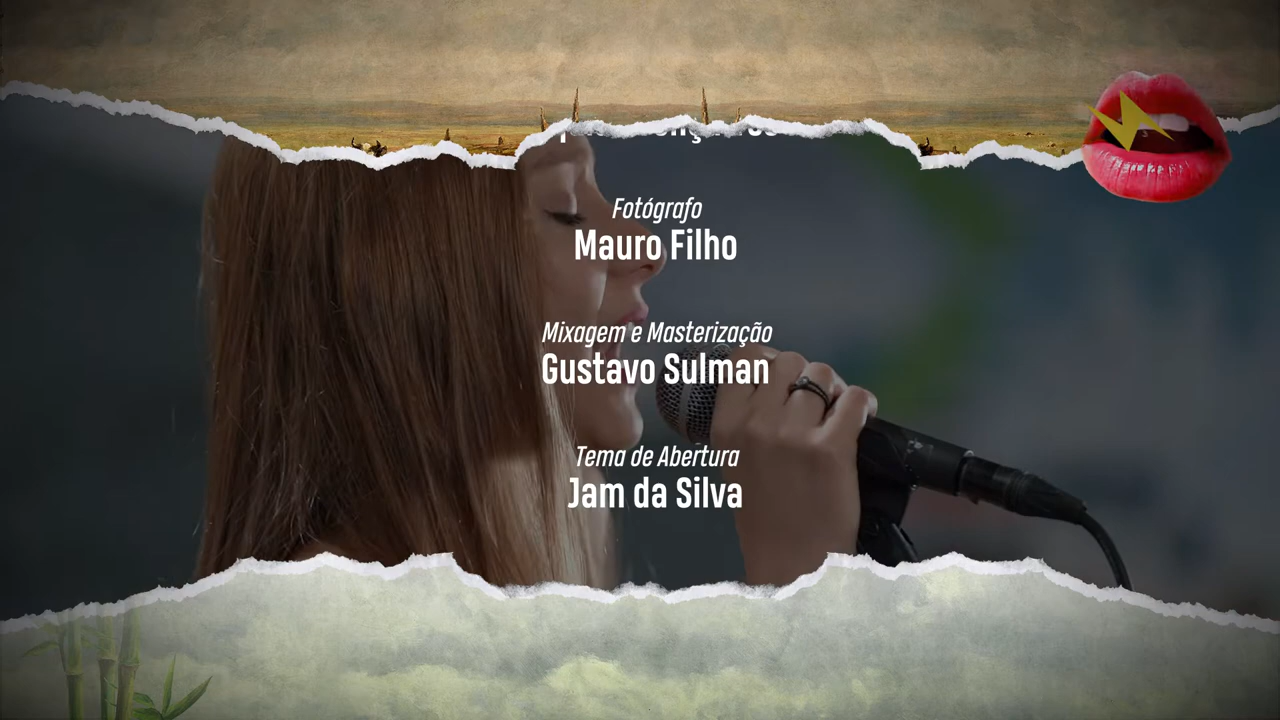 Fotógrafo
Mauro Filho
Mixagem e Masterização
Gustavo Sulman
Tema de Abertura
Jam da Silva